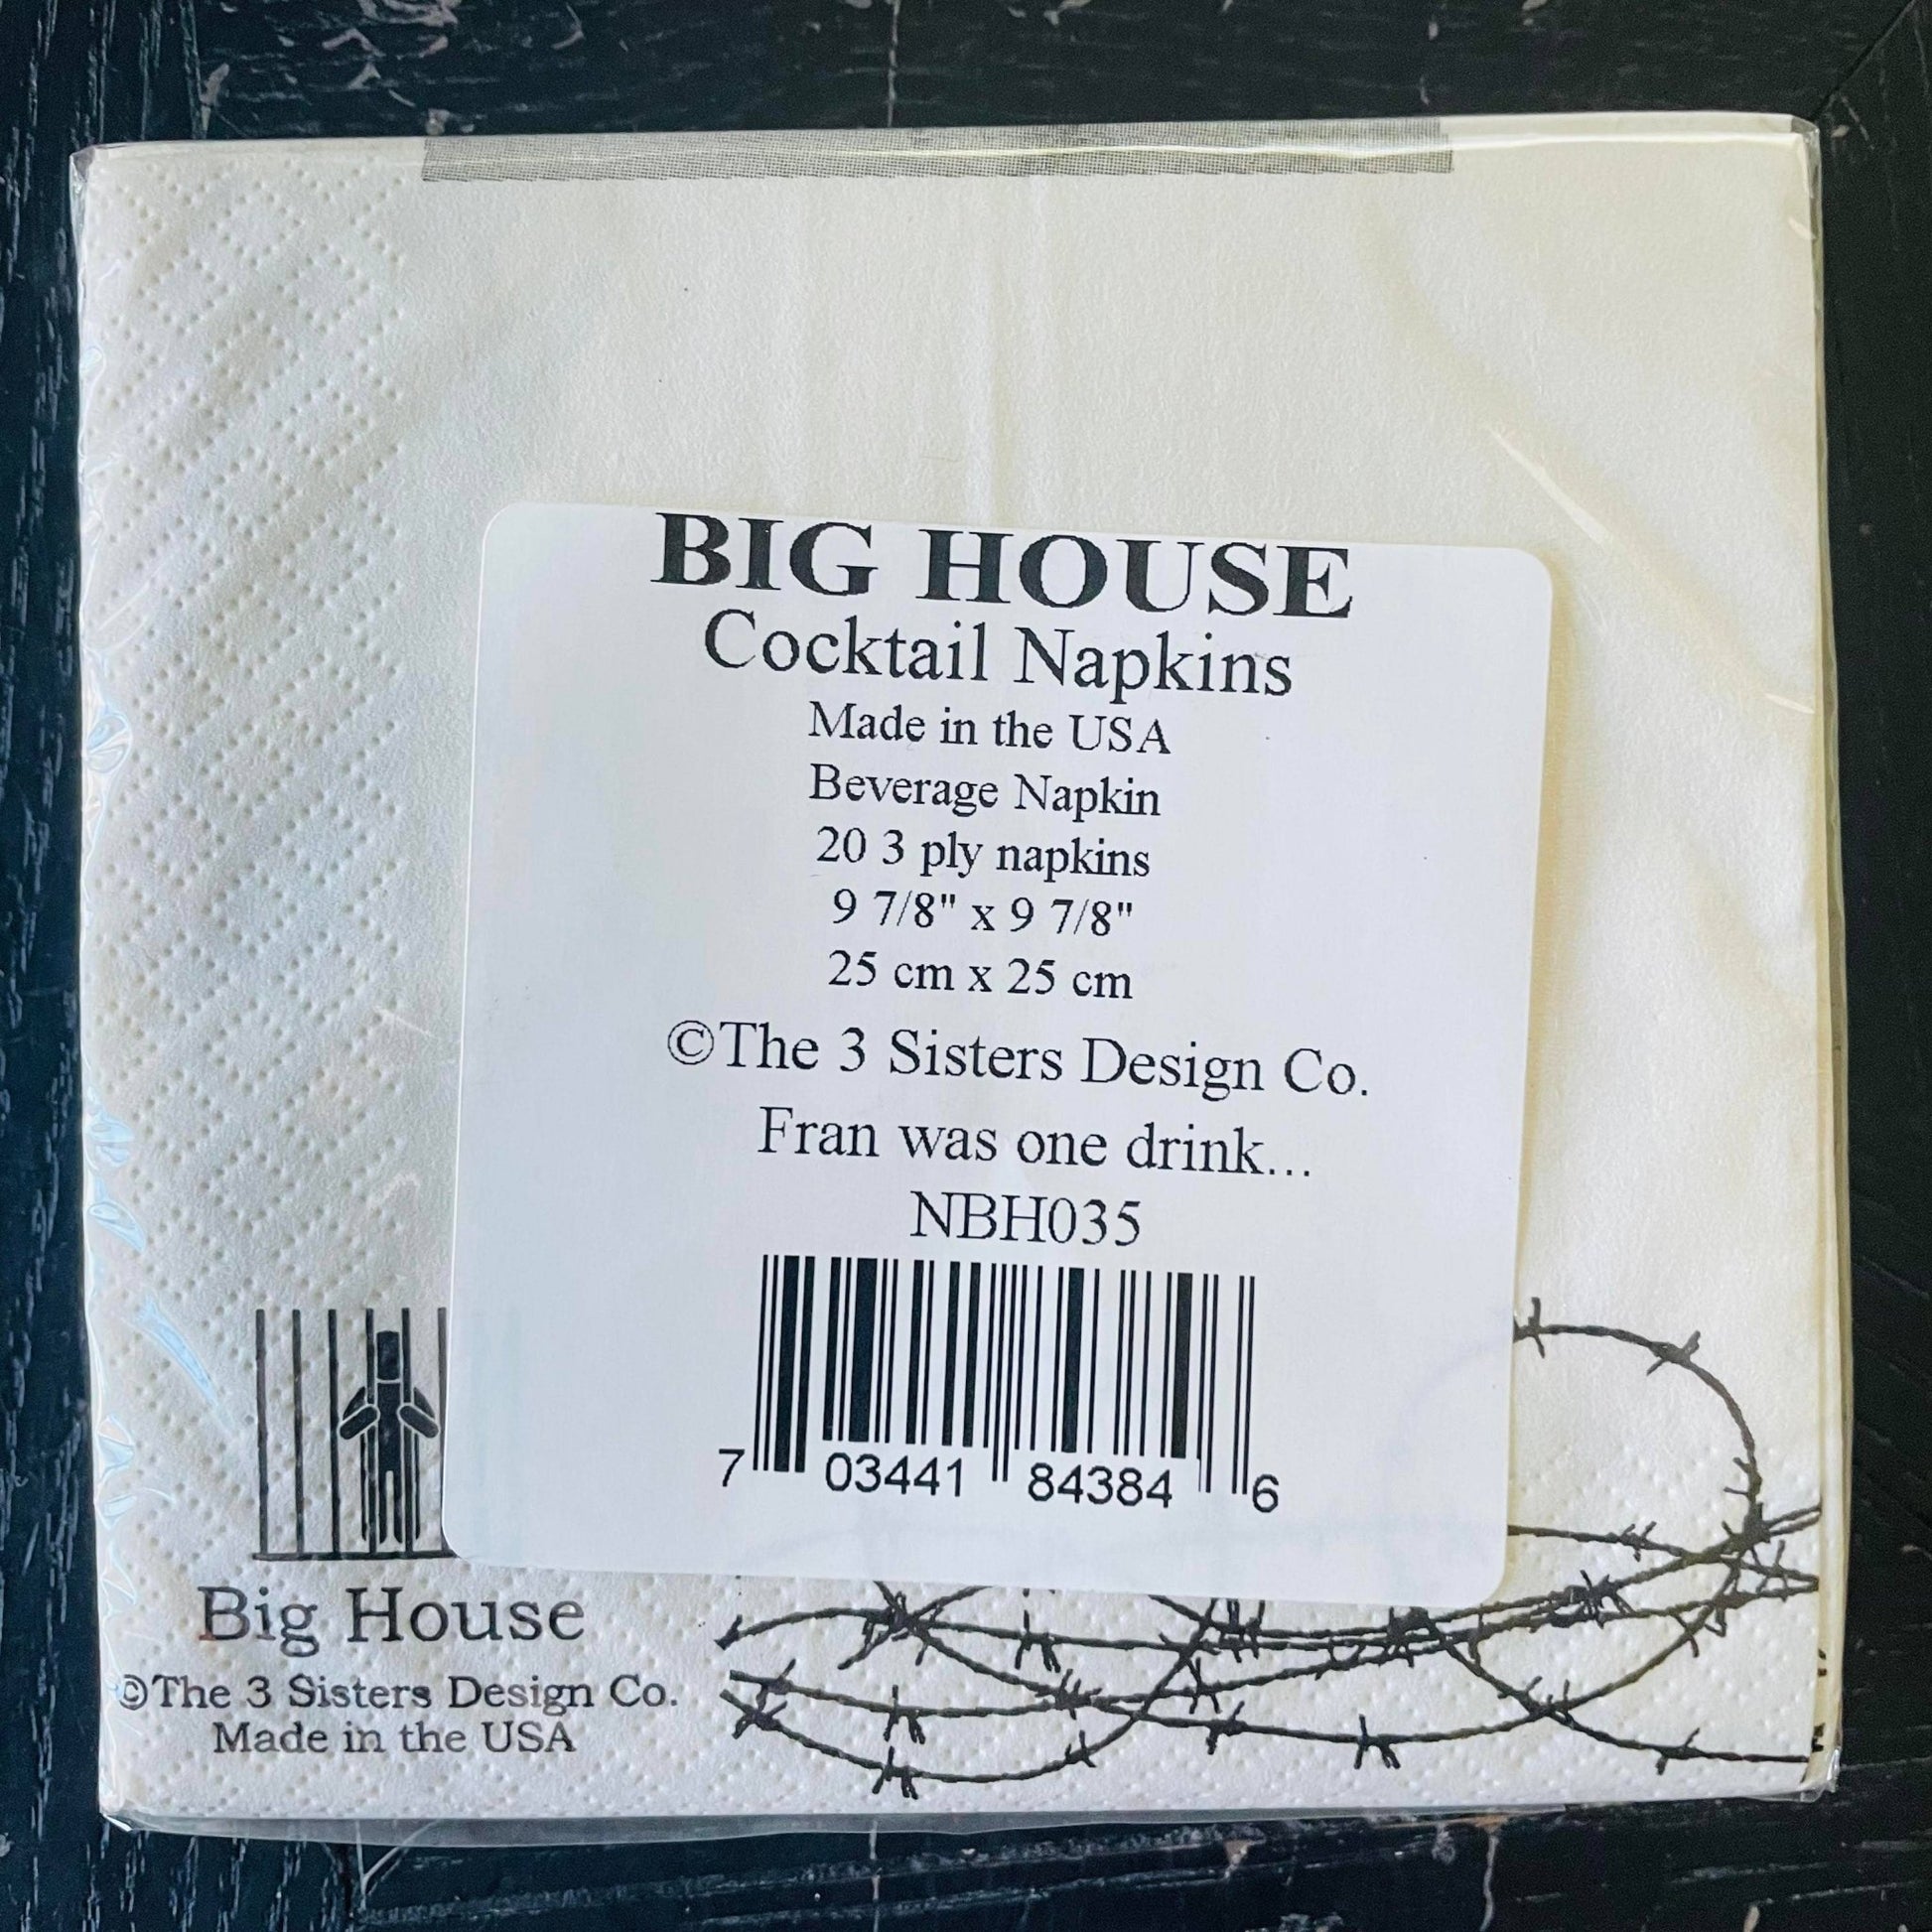 BIG HOUSE
Cocktail Napkins
Made in the USA
Beverage Napkin
20 3 ply napkins
9 7/8" x 9 7/8"
25 cm x 25 cm
©The 3 Sisters Design Co.
Fran was one drink...
NBH035
7 03441 84384 6
Big House
©The 3 Sisters Design Co.
Made in the USA